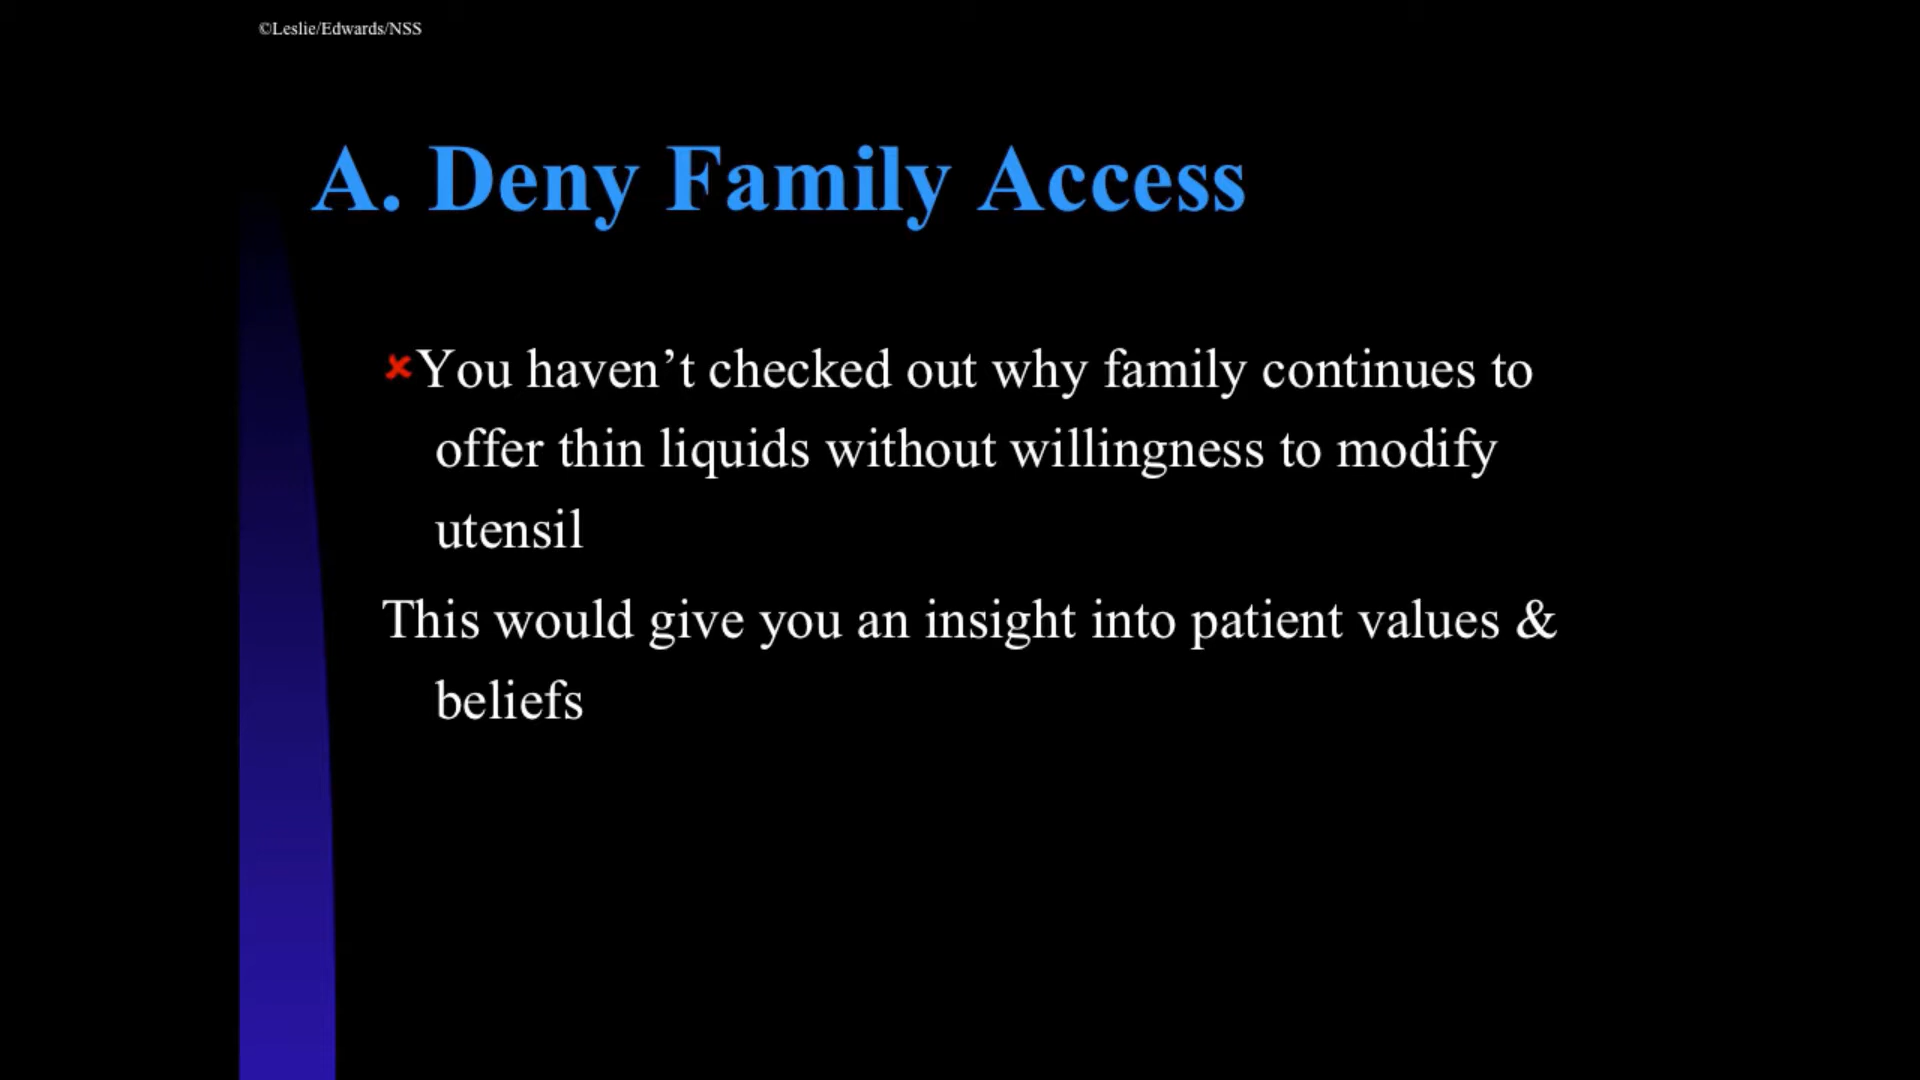 ©Leslie/Edwards/NSS
A. Deny Family Access
✘You haven’t checked out why family continues to
offer thin liquids without willingness to modify
utensil
This would give you an insight into patient values &
beliefs